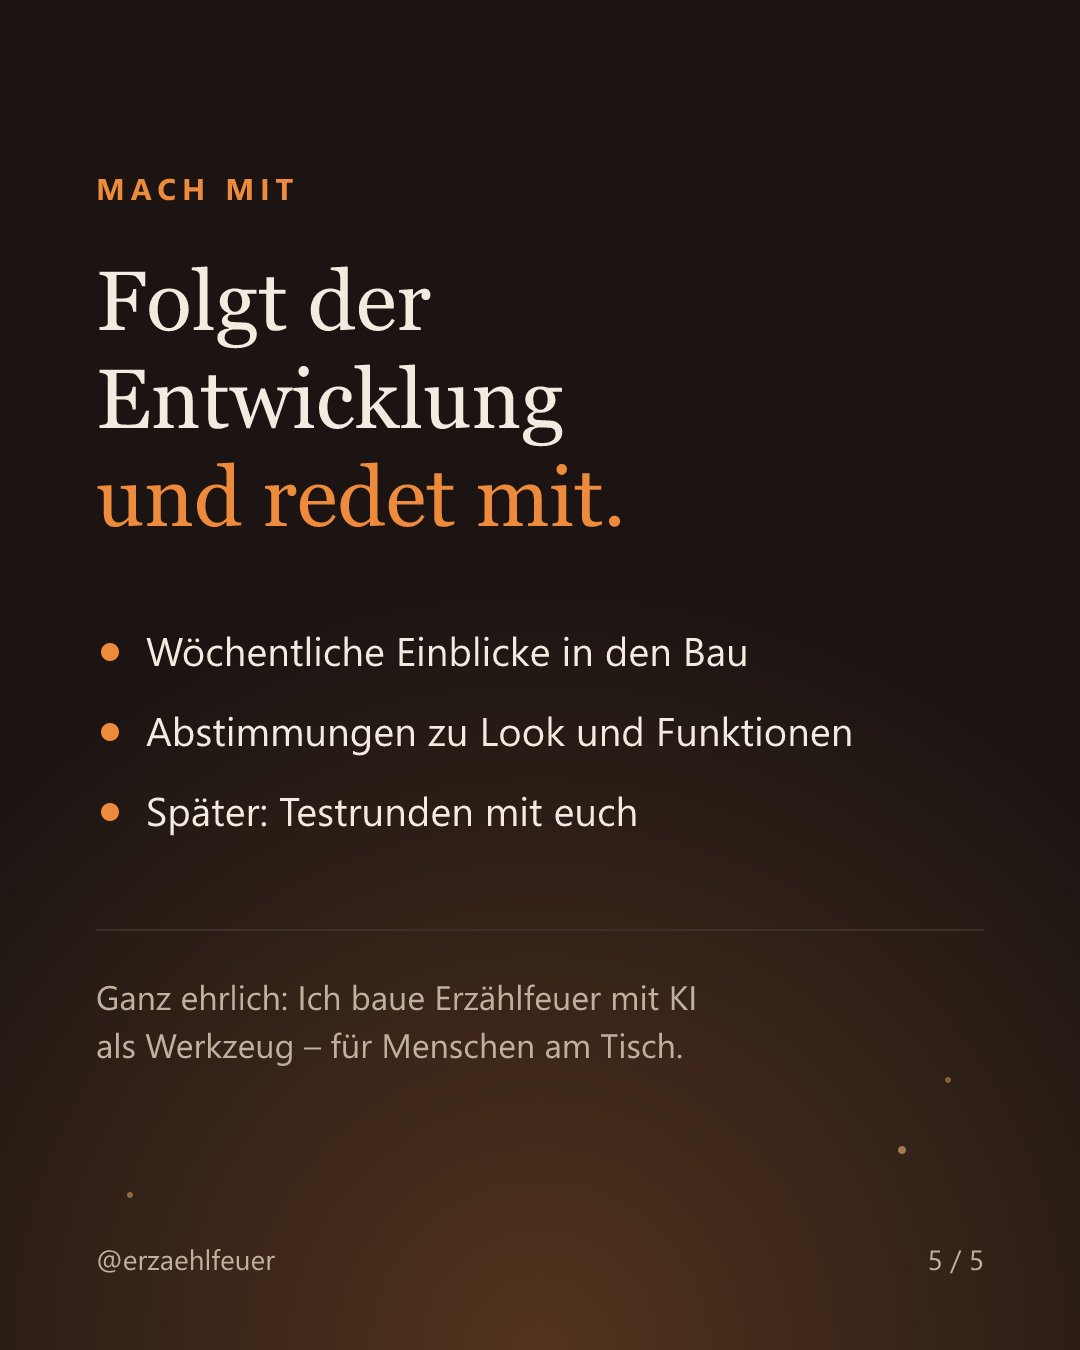 MACH MIT
Folgt der
Entwicklung
und redet mit.
Wöchentliche Einblicke in den Bau
Abstimmungen zu Look und Funktionen
Später: Testrunden mit euch
Ganz ehrlich: Ich baue Erzählfeuer mit KI
als Werkzeug – für Menschen am Tisch.
@erzaehlfeuer
5 / 5